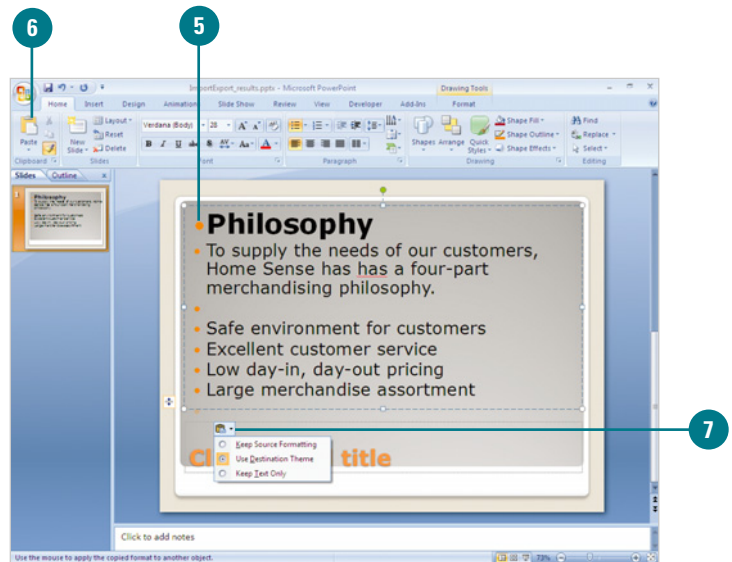 6
5
ImportExport_results.pptx - Microsoft PowerPoint
Drawing Tools
Home Insert Design Animation Slide Show Review View Developer Add-Ins Format
Paste
New Slide
Layout
Reset
Delete
Verdana (Body) 28
Shapes Arrange Quick Styles
Shape Fill
Shape Outline
Shape Effects
Find
Replace
Select
Clipboard Slides Font Paragraph Drawing Editing
Slides Outline x
1
Philosophy
Philosophy
• To supply the needs of our customers,
Home Sense has has a four-part
merchandising philosophy.
•
• Safe environment for customers
• Excellent customer service
• Low day-in, day-out pricing
• Large merchandise assortment
7
Keep Source Formatting
Use Destination Theme
Keep Text Only
Cl title
Click to add notes
Use the mouse to apply the copied format to another object.
73%